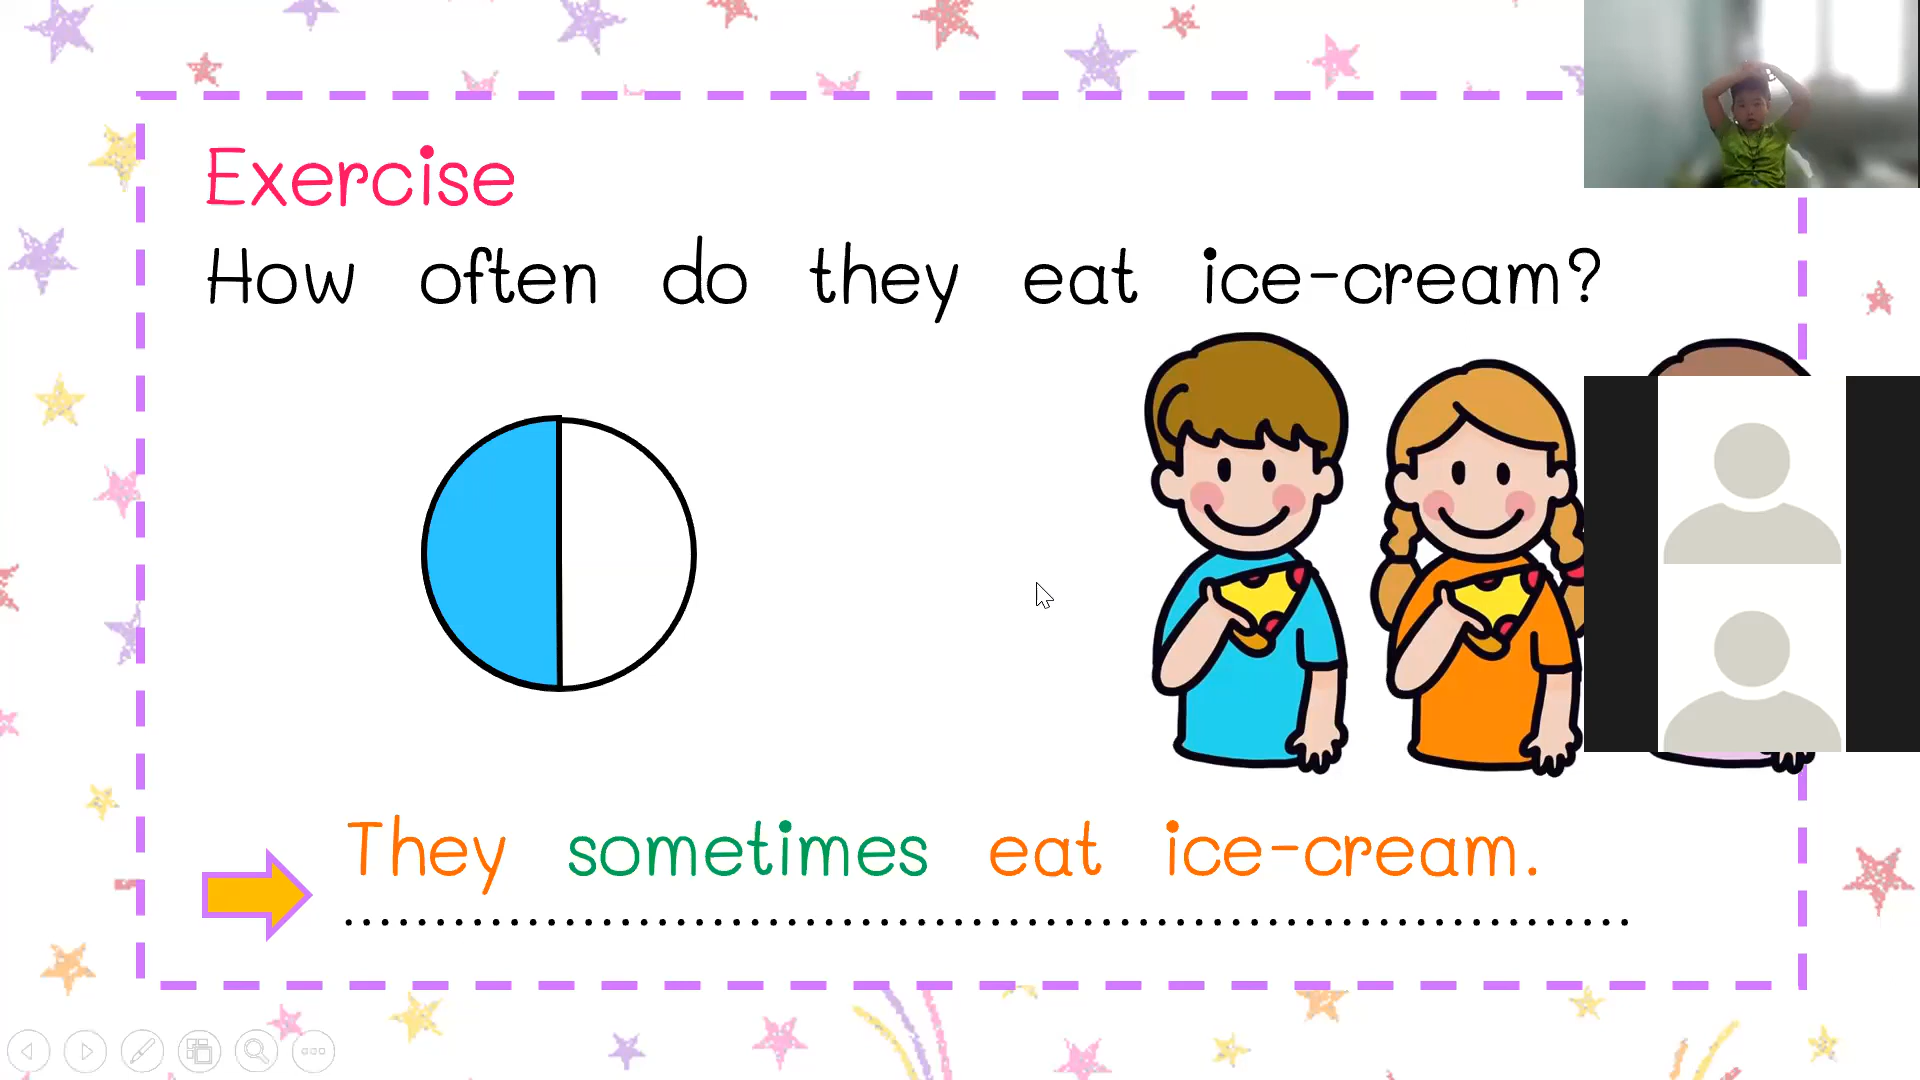 Exercise
How often do they eat ice-cream?
They sometimes eat ice-cream.